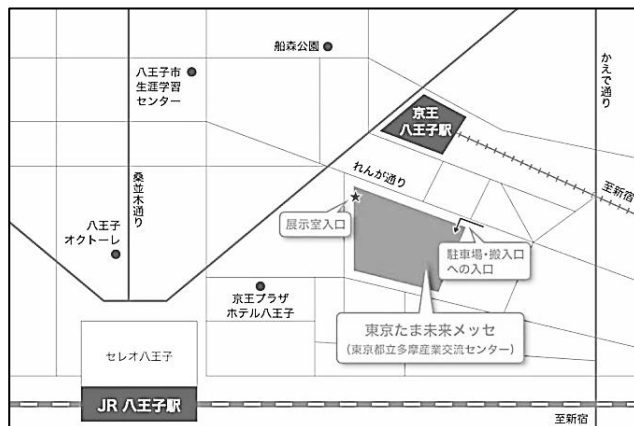 船森公園
八王子市
生涯学習
センター
かえで通り
京王
八王子駅
桑並木通り
れんが通り
至新宿
展示室入口
八王子
オクトーレ
駐車場・搬入口
への入口
京王プラザ
ホテル八王子
東京たま未来メッセ
(東京都立多摩産業交流センター)
セレオ八王子
JR 八王子駅
至新宿